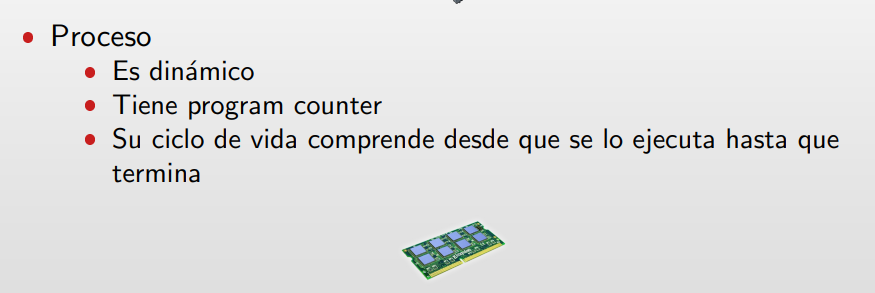 • Proceso
• Es dinámico
• Tiene program counter
• Su ciclo de vida comprende desde que se lo ejecuta hasta que
termina